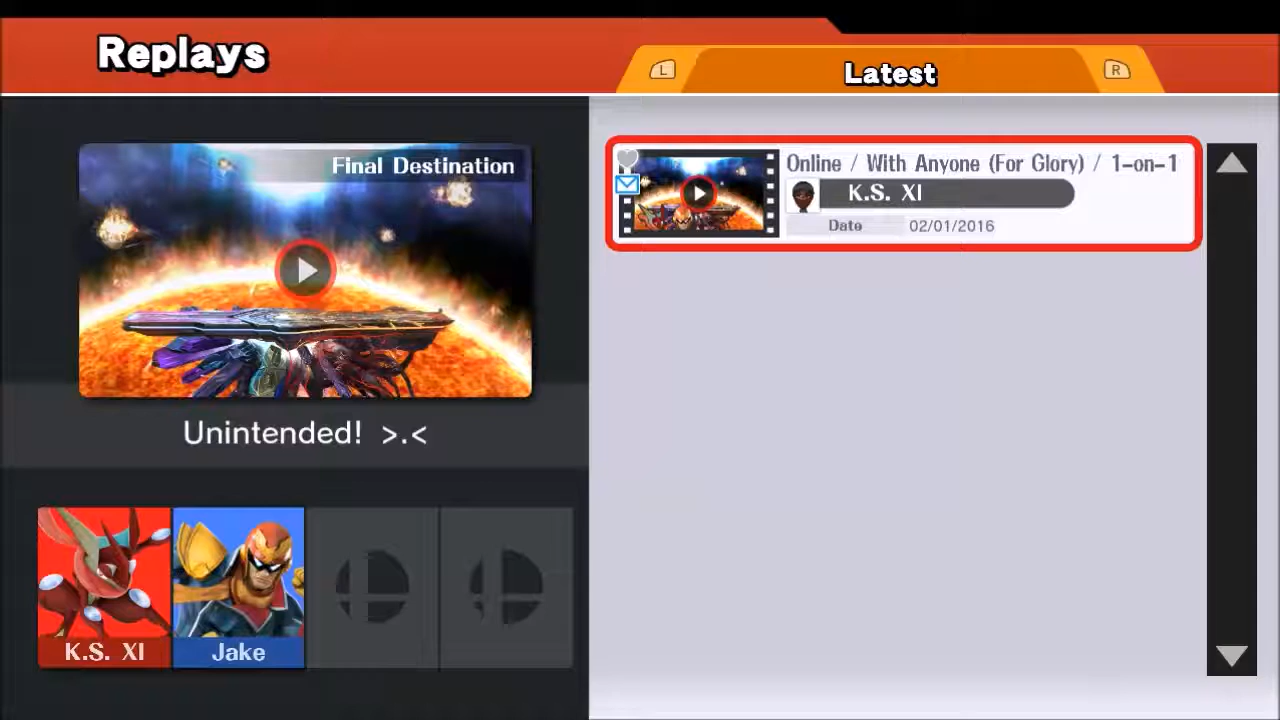 Replays
L
Latest
R
Final Destination
Unintended! >.<
K.S. XI
Jake
Online / With Anyone (For Glory) / 1-on-1
K.S. XI
Date 02/01/2016